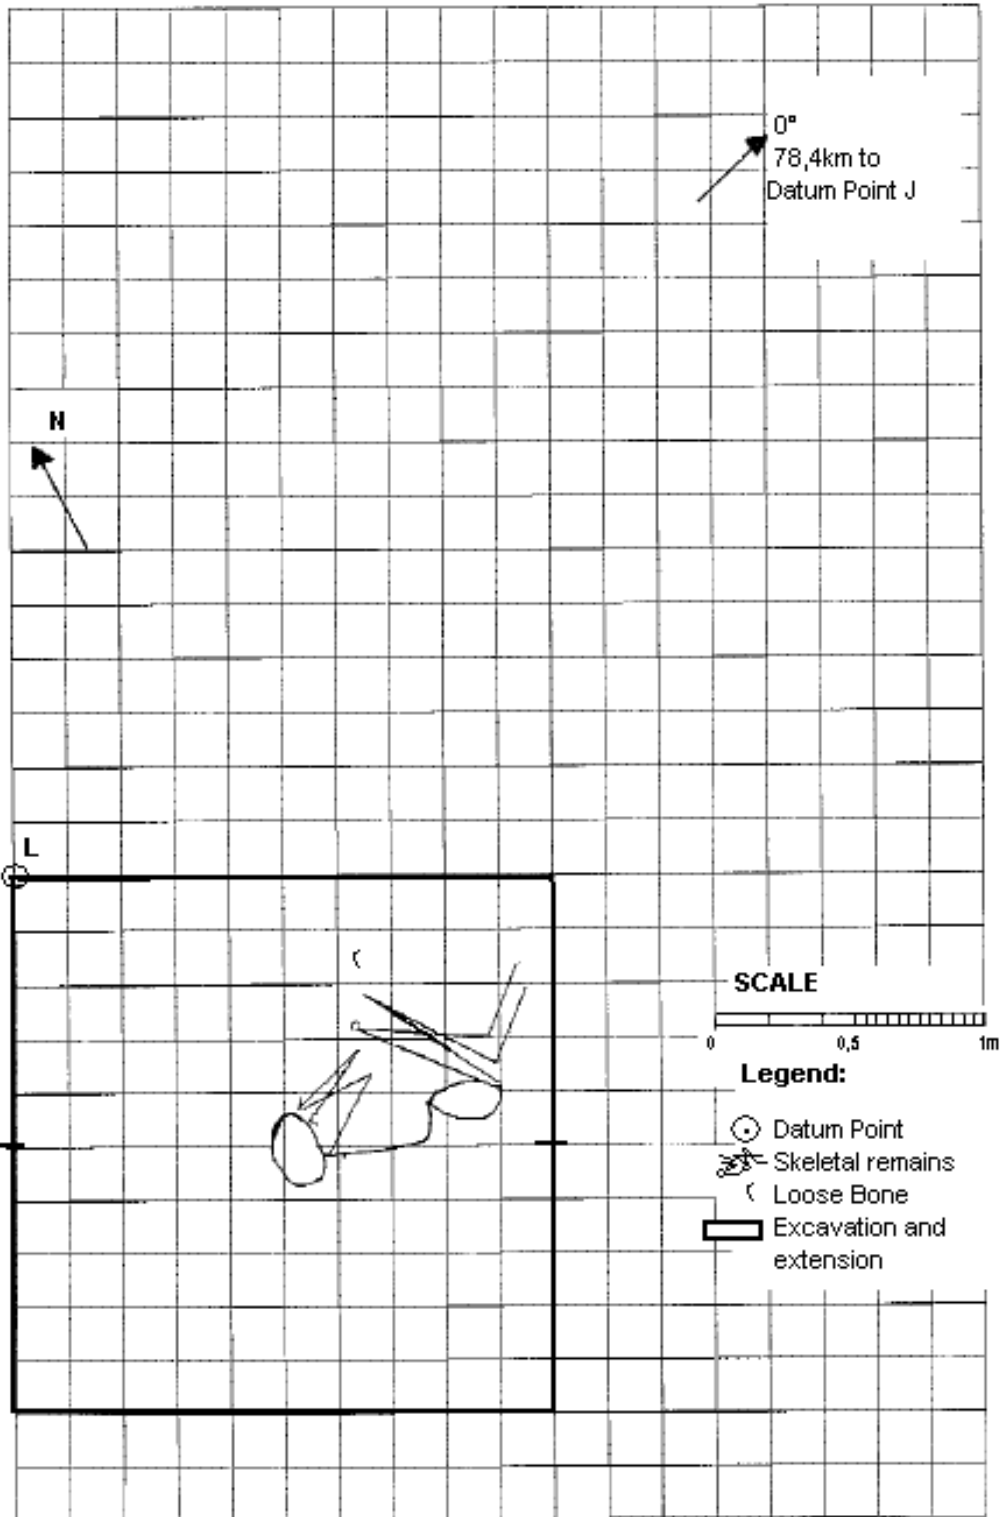 0°
78,4km to
Datum Point J
N
L
SCALE
0 0,5 1m
Legend:
Datum Point
Skeletal remains
Loose Bone
Excavation and
extension